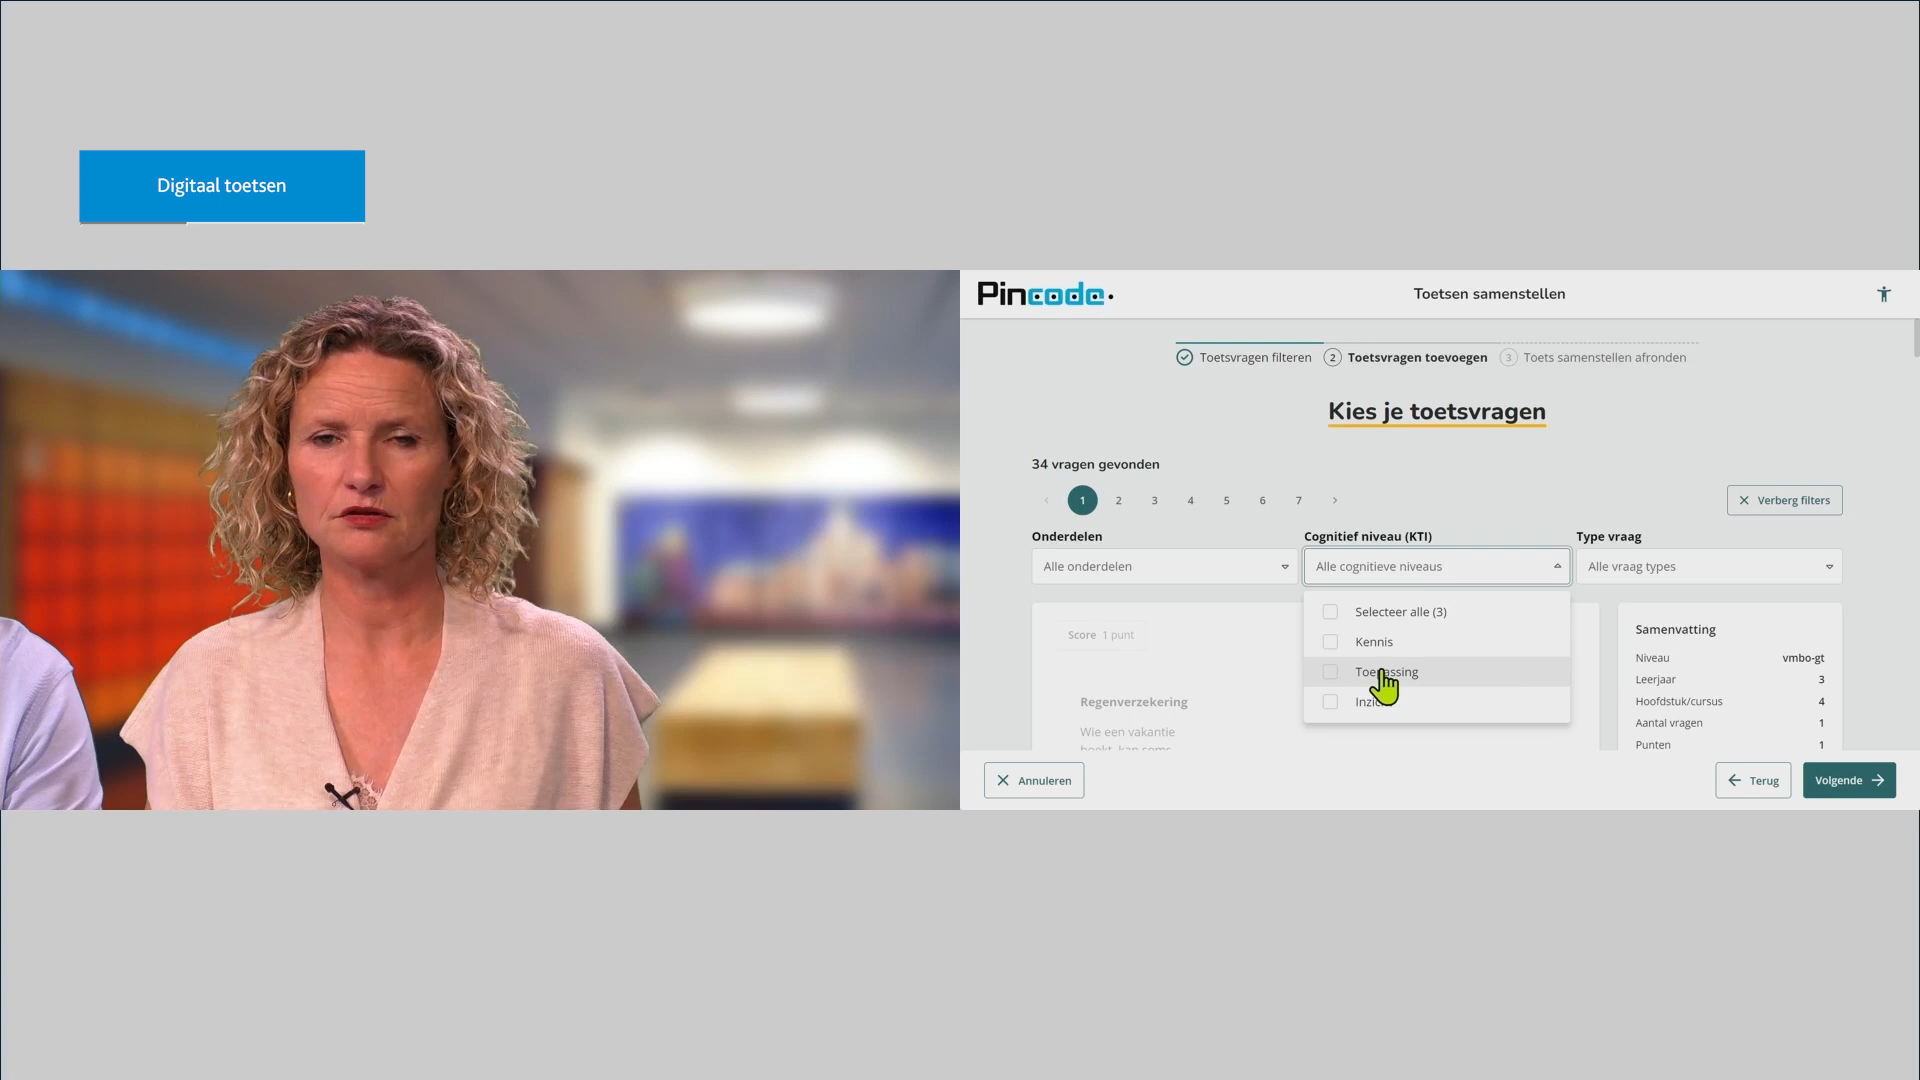 Digitaal toetsen
Pincode.
Toetsen samenstellen
Toetsvragen filteren
2 Toetsvragen toevoegen
3 Toets samenstellen afronden
Kies je toetsvragen
34 vragen gevonden
1 2 3 4 5 6 7
Verberg filters
Onderdelen
Cognitief niveau (KTI)
Type vraag
Alle onderdelen
Alle cognitieve niveaus
Alle vraag types
Selecteer alle (3)
Kennis
Score 1 punt
Samenvatting
Niveau vmbo-gt
Leerjaar 3
Regenverzekering
Hoofdstuk/cursus 4
Aantal vragen 1
Wie een vakantie
Punten 1
Annuleren
Terug
Volgende